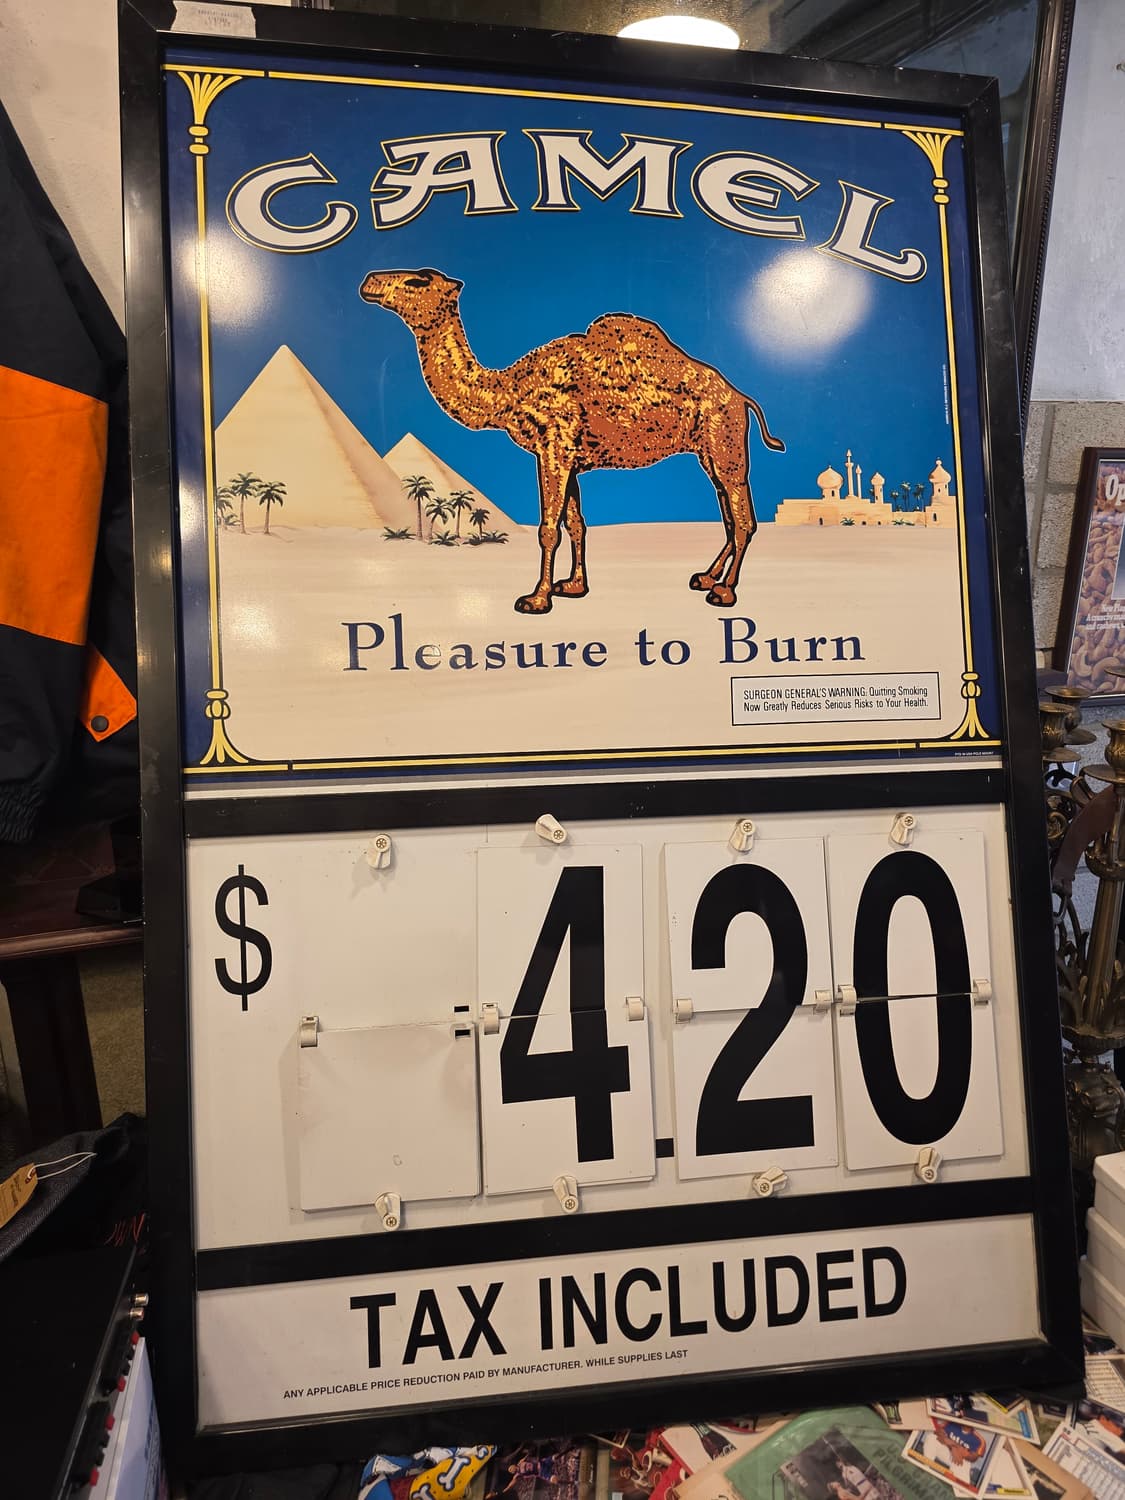 CAMEL
Pleasure to Burn
SURGEON GENERAL'S WARNING: Quitting Smoking
Now Greatly Reduces Serious Risks to Your Health.
$ 4.20
TAX INCLUDED
ANY APPLICABLE PRICE REDUCTION PAID BY MANUFACTURER. WHILE SUPPLIES LAST